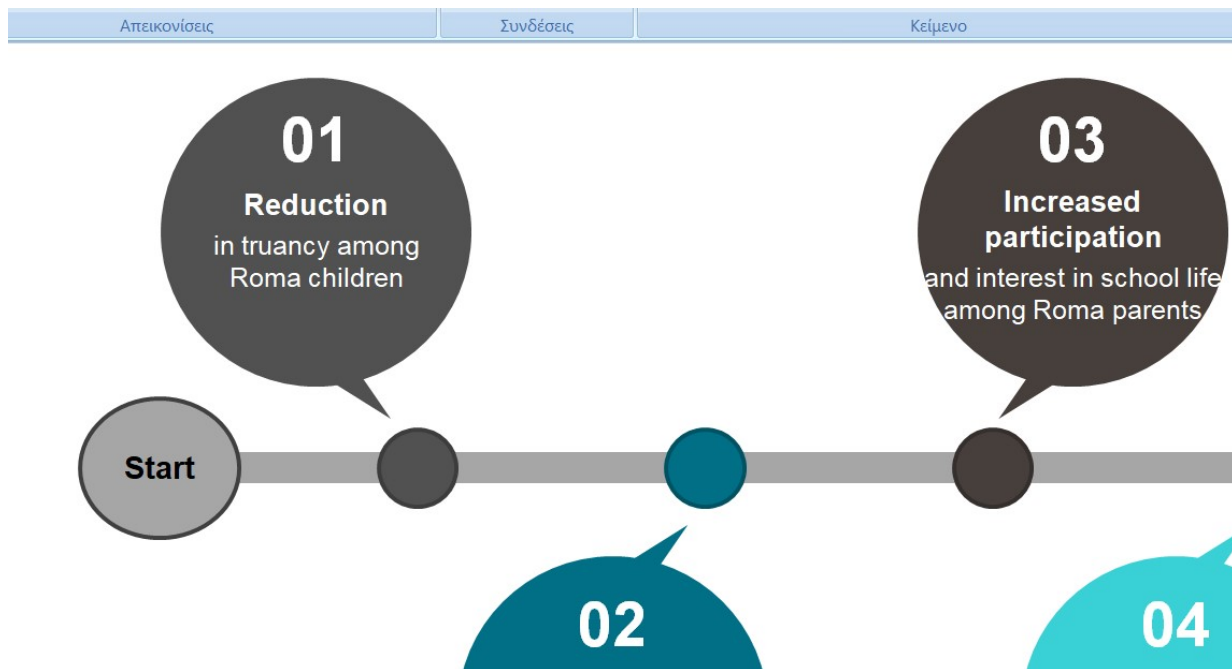 Απεικονίσεις
Συνδέσεις
Κείμενο
01
Reduction
in truancy among
Roma children
03
Increased
participation
and interest in school life
among Roma parents
Start
02
04